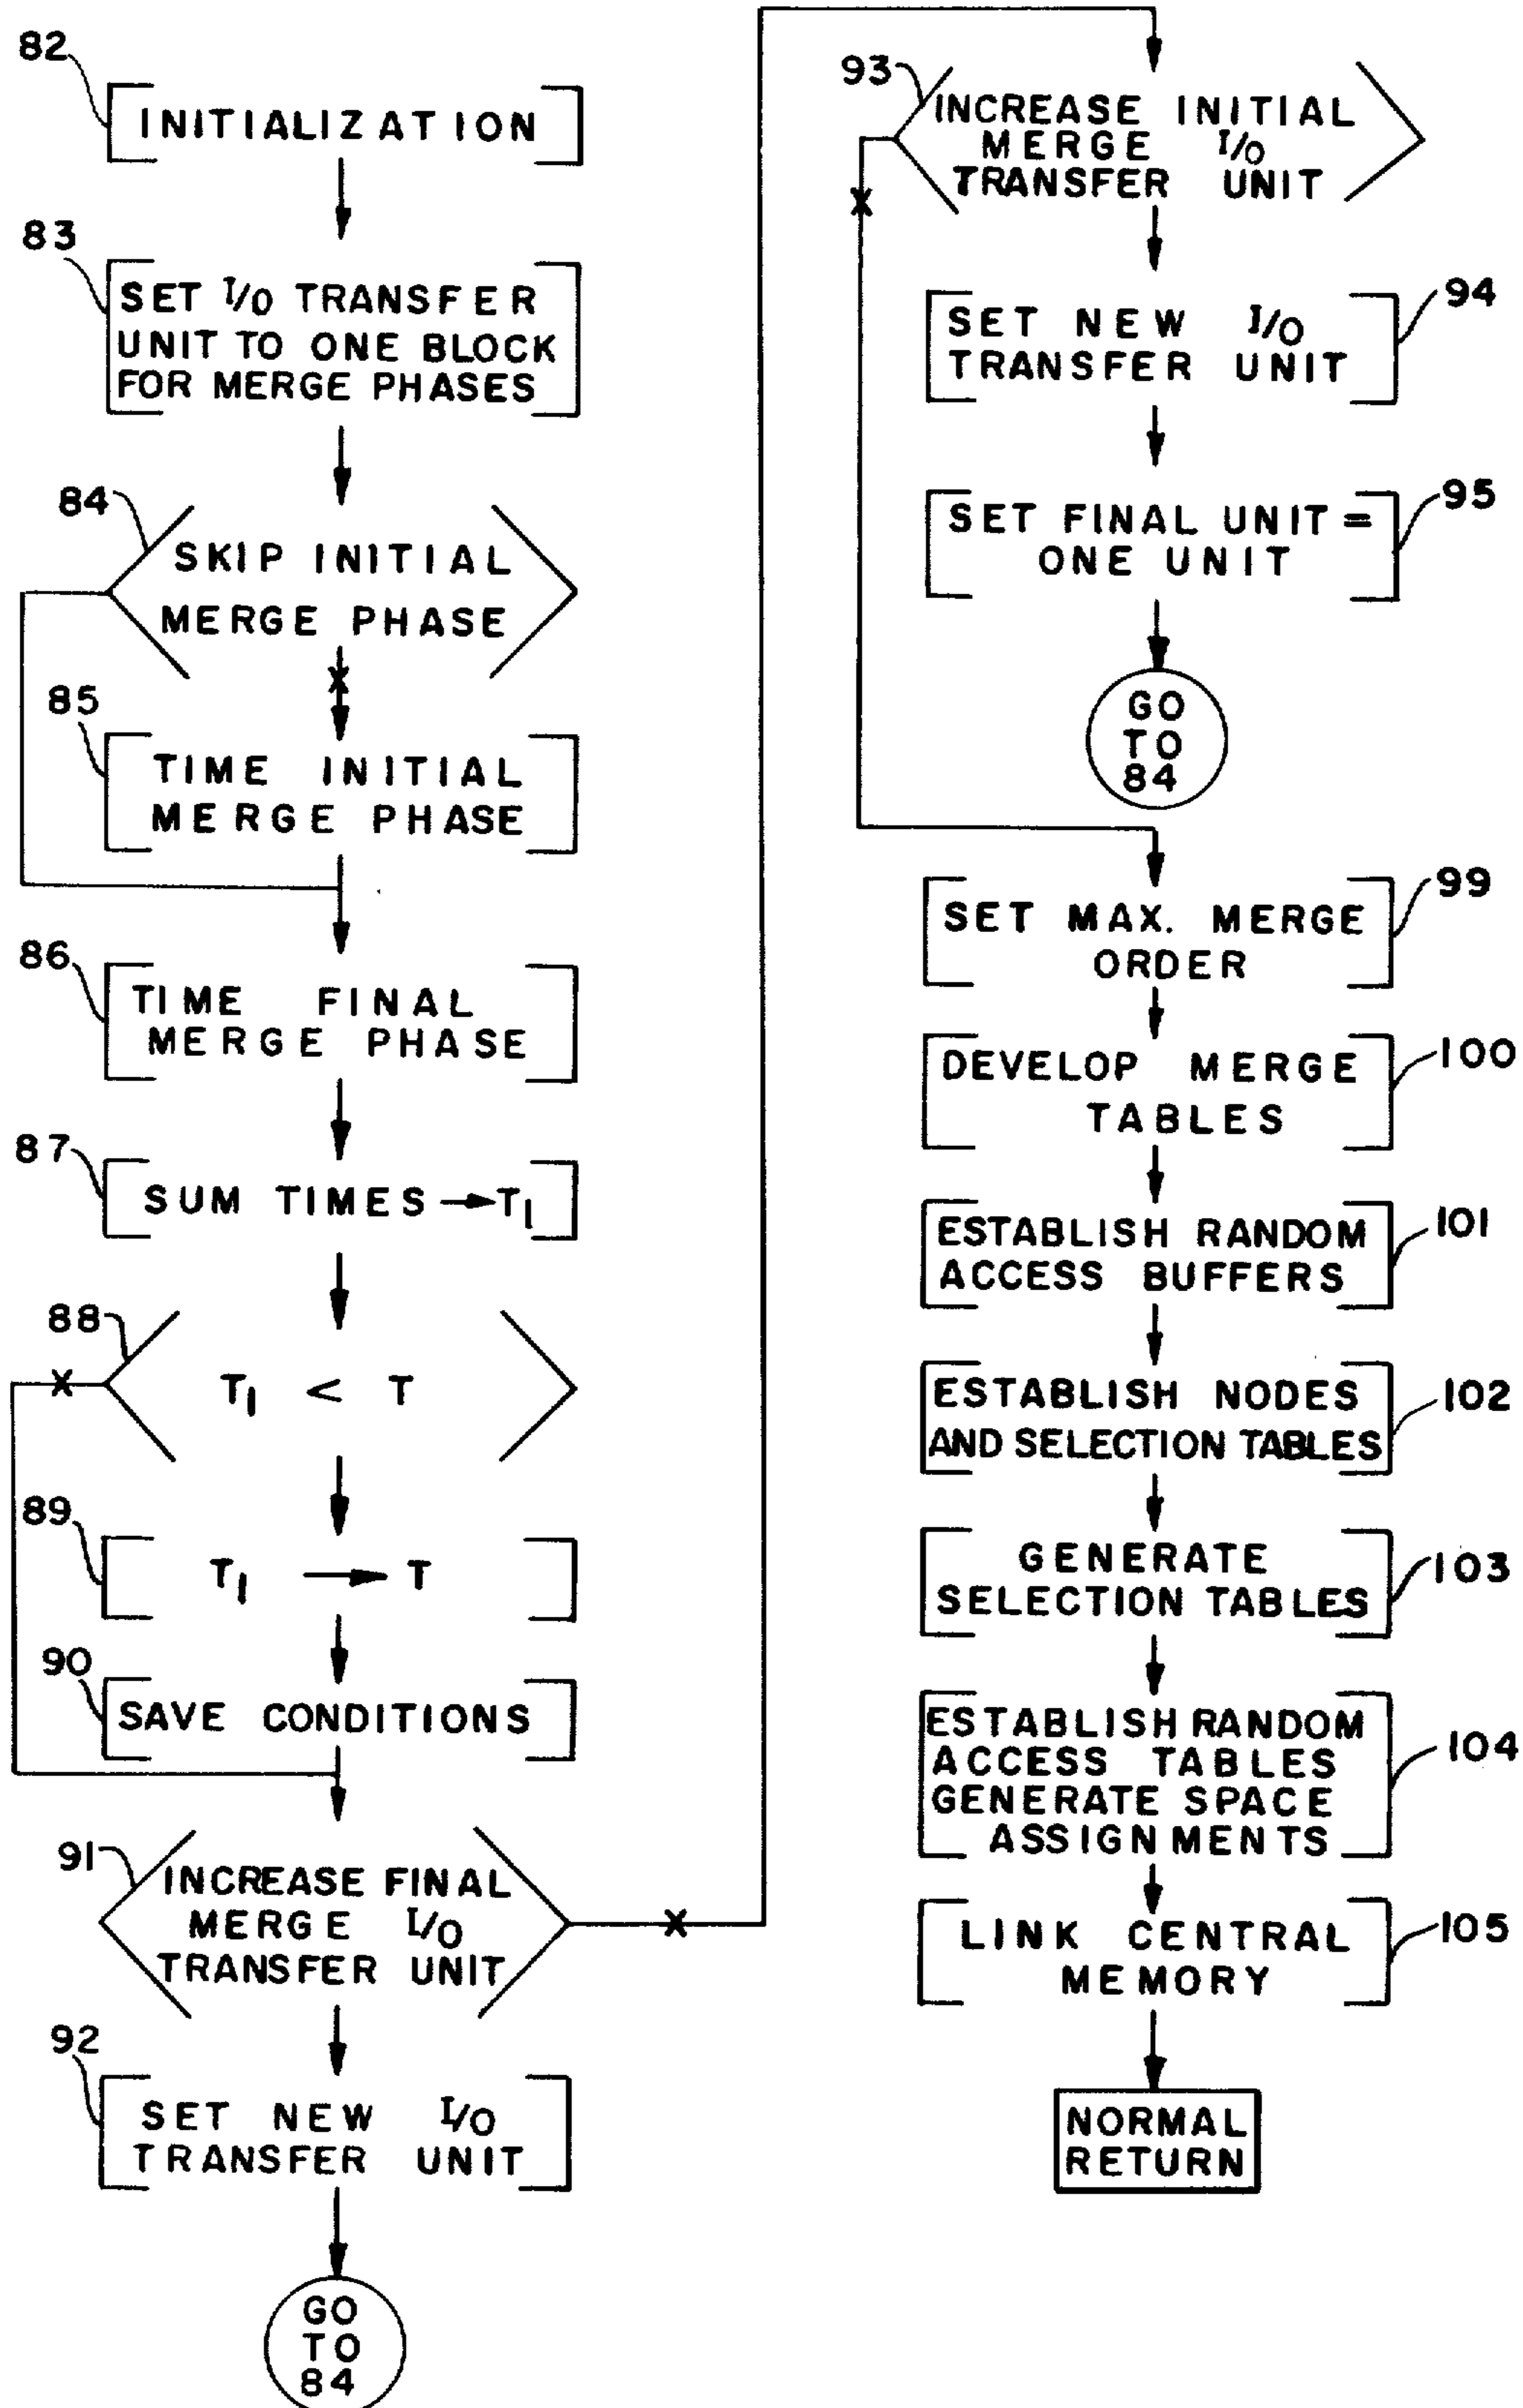 82
INITIALIZATION
83
SET I/O TRANSFER
UNIT TO ONE BLOCK
FOR MERGE PHASES
84
SKIP INITIAL
MERGE PHASE
X
85
TIME INITIAL
MERGE PHASE
86
TIME FINAL
MERGE PHASE
87
SUM TIMES → T1
88
X
T1 < T
89
T1 → T
90
SAVE CONDITIONS
91
INCREASE FINAL
MERGE I/O
TRANSFER UNIT
X
92
SET NEW I/O
TRANSFER UNIT
GO
TO
84
93
INCREASE INITIAL
MERGE I/O
TRANSFER UNIT
X
94
SET NEW I/O
TRANSFER UNIT
95
SET FINAL UNIT =
ONE UNIT
GO
TO
84
99
SET MAX. MERGE
ORDER
100
DEVELOP MERGE
TABLES
101
ESTABLISH RANDOM
ACCESS BUFFERS
102
ESTABLISH NODES
AND SELECTION TABLES
103
GENERATE
SELECTION TABLES
104
ESTABLISH RANDOM
ACCESS TABLES
GENERATE SPACE
ASSIGNMENTS
105
LINK CENTRAL
MEMORY
NORMAL
RETURN